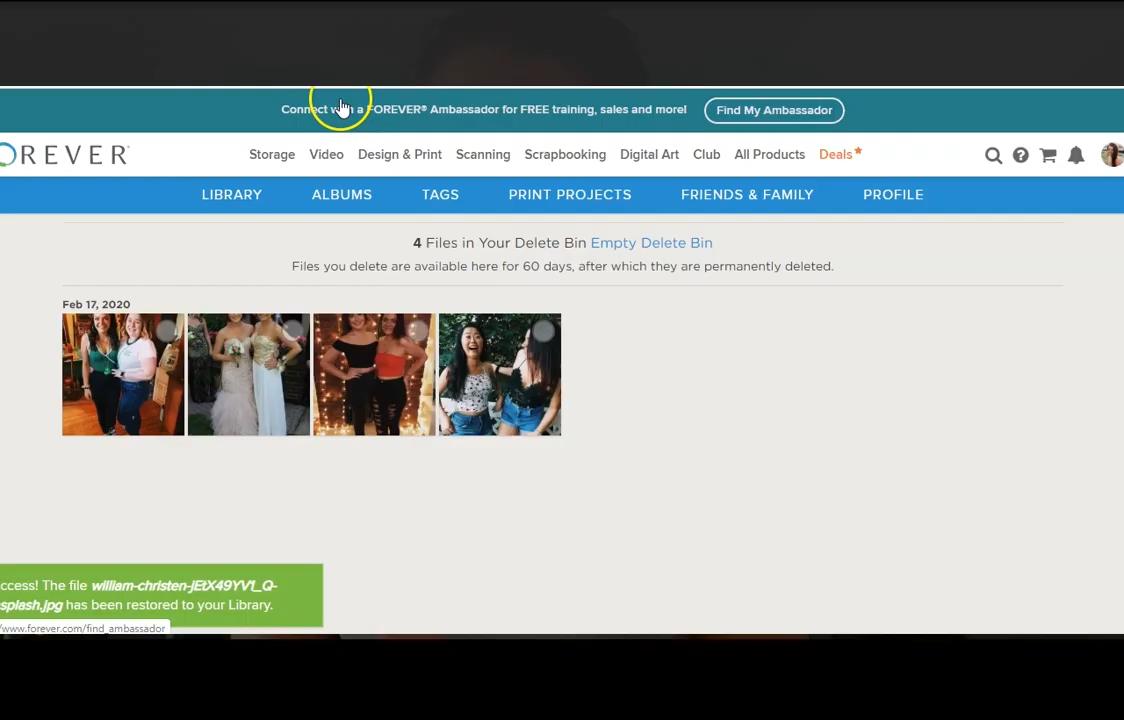 Connect with a FOREVER® Ambassador for FREE training, sales and more! Find My Ambassador
OREVER
Storage Video Design & Print Scanning Scrapbooking Digital Art Club All Products Deals*
LIBRARY ALBUMS TAGS PRINT PROJECTS FRIENDS & FAMILY PROFILE
4 Files in Your Delete Bin Empty Delete Bin
Files you delete are available here for 60 days, after which they are permanently deleted.
Feb 17, 2020
ccess! The file william-christen-jEtX49YV1_Q-
splash.jpg has been restored to your Library.
/www.forever.com/find_ambassador